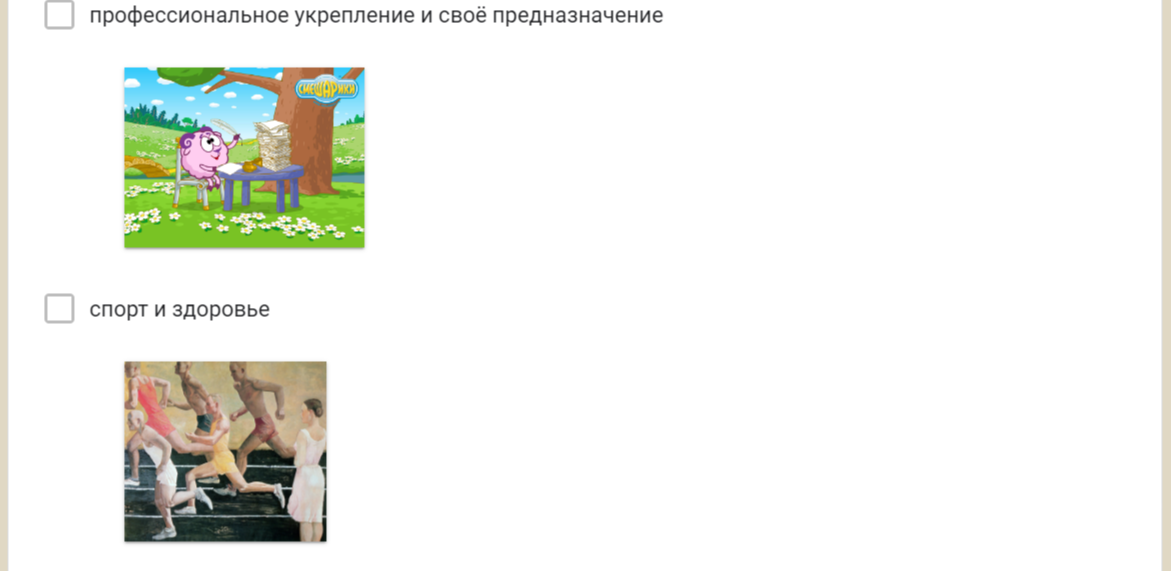 профессиональное укрепление и своё предназначение
СМЕШАРИКИ
спорт и здоровье